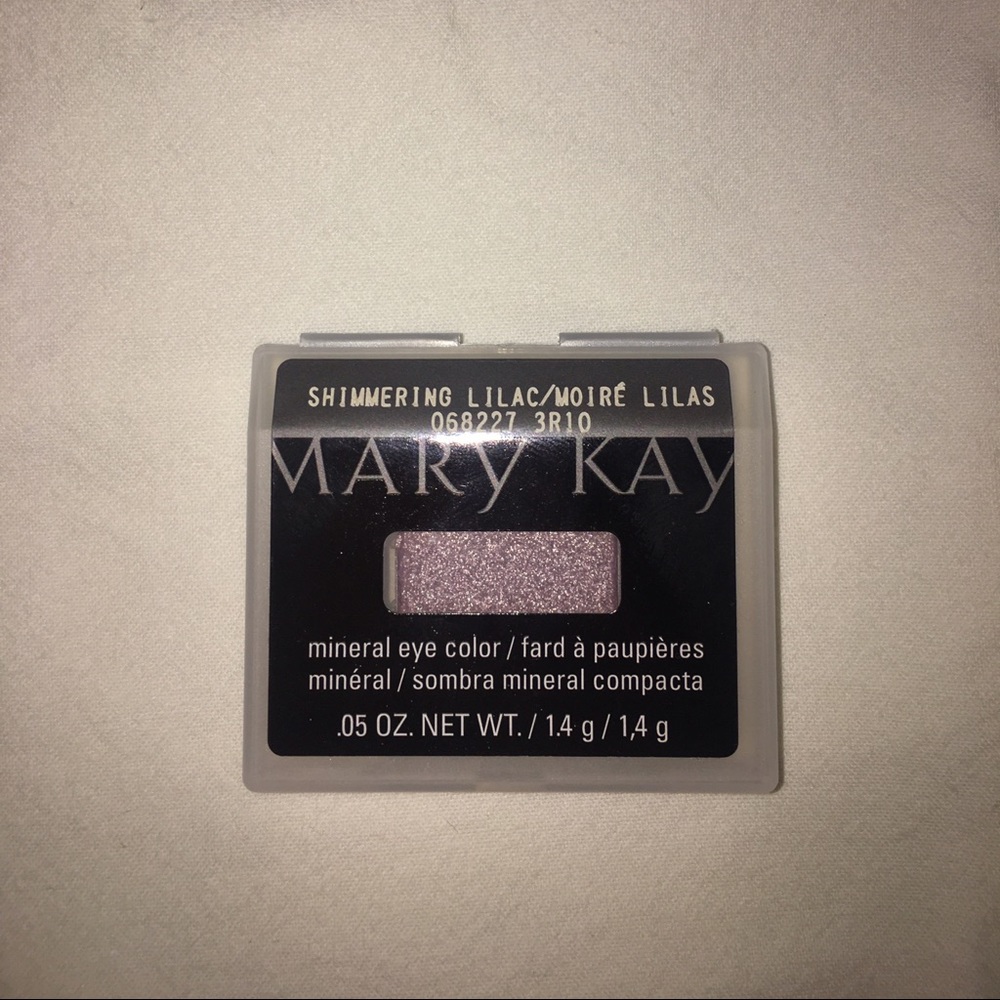 SHIMMERING LILAC/MOIRÉ LILAS
068227 3R10
MARY KAY
mineral eye color / fard à paupières
minéral / sombra mineral compacta
.05 OZ. NET WT. / 1.4 g / 1,4 g